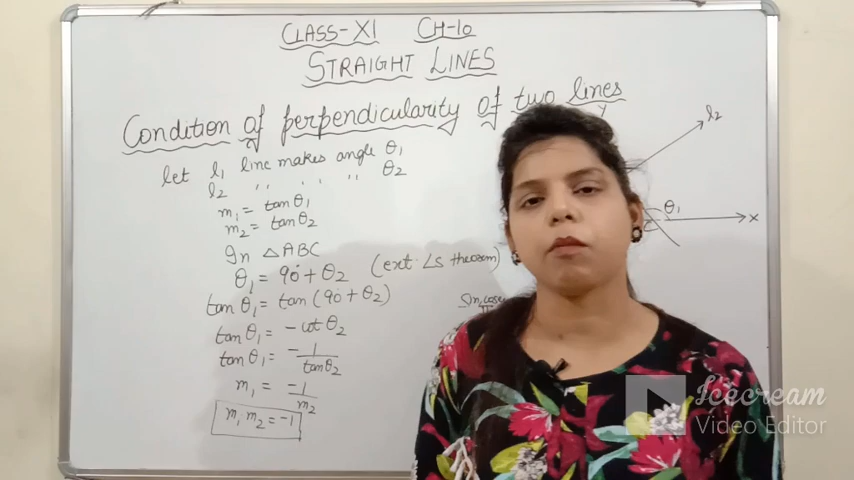 CLASS-XI CH-10
STRAIGHT LINES
Condition of perpendicularity of two lines
let l₁ line makes angle θ₁
l₂ ,, ,, ,, θ₂
m₁ = tanθ₁
m₂ = tanθ₂
In △ABC
θ₁ = 90° + θ₂ (ext. ∠s theorem)
tanθ₁ = tan(90° + θ₂)
tanθ₁ = -cotθ₂
tanθ₁ = -1/tanθ₂
m₁ = -1/m₂
m₁m₂ = -1
Y
l₂
θ₁
X
Icecream
Video Editor